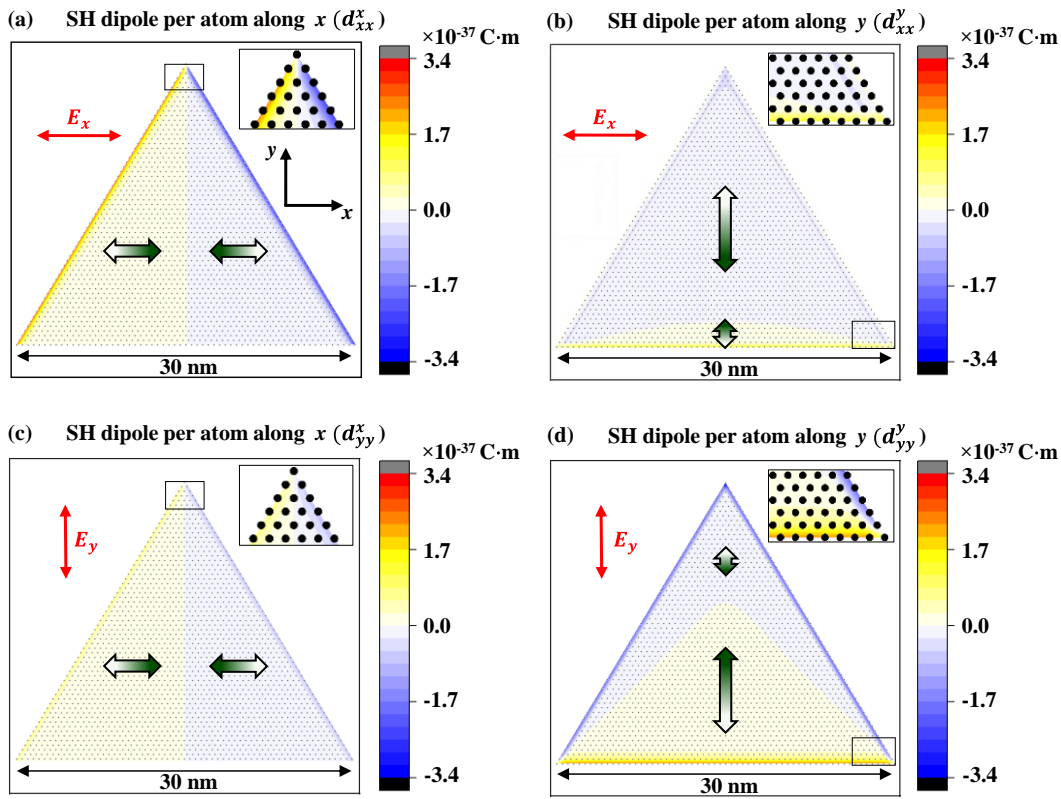 (a) SH dipole per atom along x (d^x_xx)
×10⁻³⁷ C·m
3.4
1.7
0.0
-1.7
-3.4
E_x
y
x
30 nm
(b) SH dipole per atom along y (d^y_xx)
×10⁻³⁷ C·m
3.4
1.7
0.0
-1.7
-3.4
E_x
30 nm
(c) SH dipole per atom along x (d^x_yy)
×10⁻³⁷ C·m
3.4
1.7
0.0
-1.7
-3.4
E_y
30 nm
(d) SH dipole per atom along y (d^y_yy)
×10⁻³⁷ C·m
3.4
1.7
0.0
-1.7
-3.4
E_y
30 nm